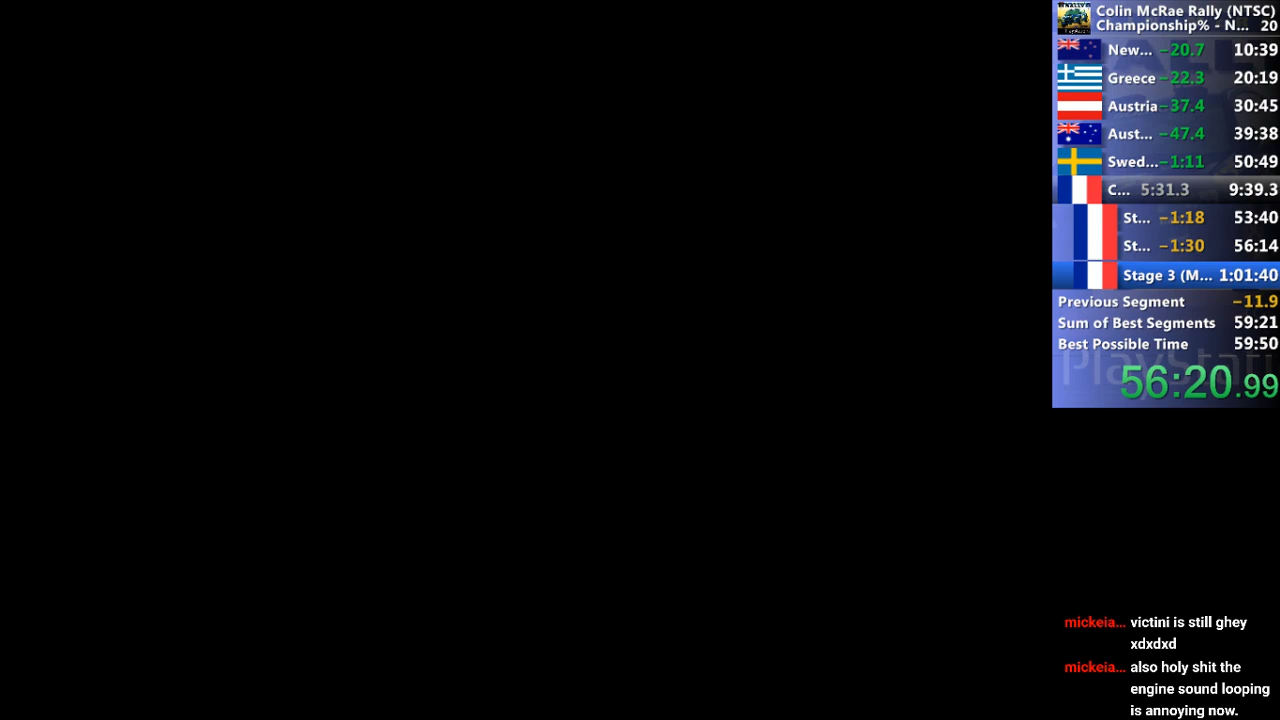 Colin McRae Rally (NTSC)
Championship% - N... 20
New... −20.7 10:39
Greece −22.3 20:19
Austria −37.4 30:45
Aust... −47.4 39:38
Swed... −1:11 50:49
C... 5:31.3 9:39.3
St... −1:18 53:40
St... −1:30 56:14
Stage 3 (M... 1:01:40
Previous Segment −11.9
Sum of Best Segments 59:21
Best Possible Time 59:50
PlayStati
56:20.99
mickeia... victini is still ghey
xdxdxd
mickeia... also holy shit the
engine sound looping
is annoying now.